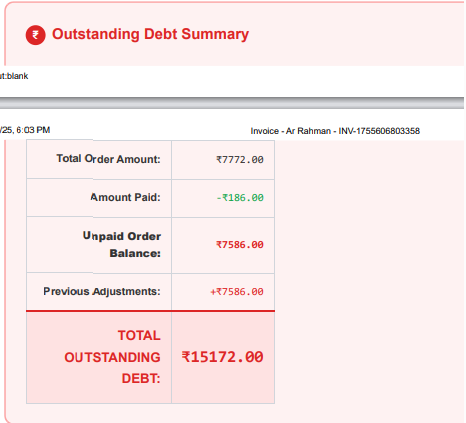 ₹ Outstanding Debt Summary
ut:blank
/25, 6:03 PM Invoice - Ar Rahman - INV-1755606803358
Total Order Amount: ₹7772.00
Amount Paid: -₹186.00
Unpaid Order
Balance: ₹7586.00
Previous Adjustments: +₹7586.00
TOTAL
OUTSTANDING
DEBT: ₹15172.00